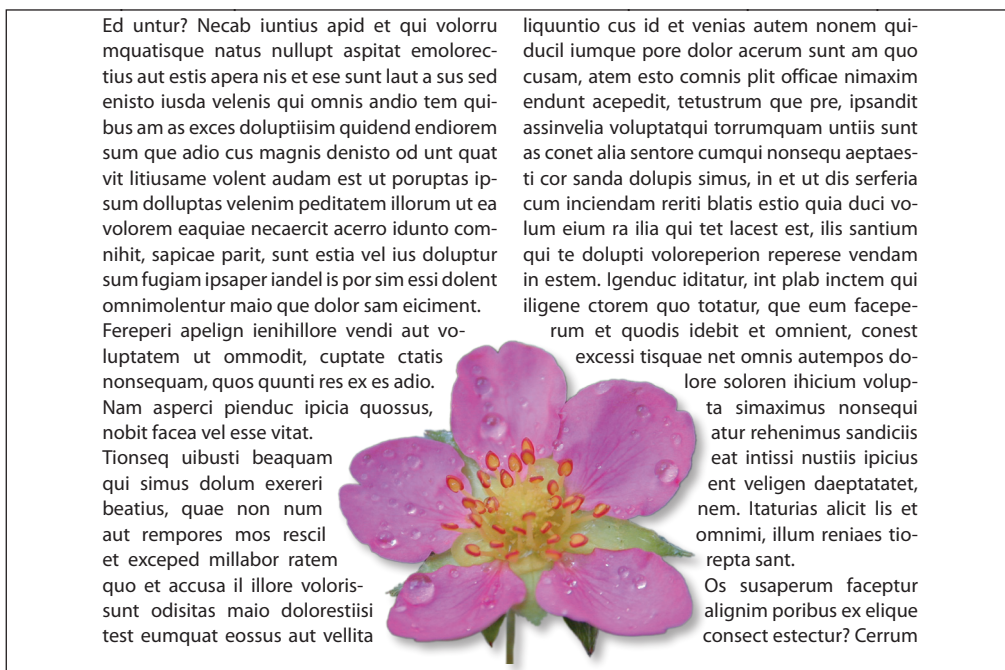 Ed untur? Necab iuntius apid et qui volorru
mquatisque natus nullupt aspitat emolorec-
tius aut estis apera nis et ese sunt laut a sus sed
enisto iusda velenis qui omnis andio tem qui-
bus am as exces doluptiisim quidend endiorem
sum que adio cus magnis denisto od unt quat
vit litiusame volent audam est ut poruptas ip-
sum dolluptas velenim peditatem illorum ut ea
volorem eaquiae necaercit acerro idunto com-
nihit, sapicae parit, sunt estia vel ius doluptur
sum fugiam ipsaper iandel is por sim essi dolent
omnimolentur maio que dolor sam eiciment.
Fereperi apelign ienihillore vendi aut vo-
luptatem ut ommodit, cuptate ctatis
nonsequam, quos quunti res ex es adio.
Nam asperci pienduc ipicia quossus,
nobit facea vel esse vitat.
Tionseq uibusti beaquam
qui simus dolum exereri
beatius, quae non num
aut rempores mos rescil
et exceped millabor ratem
quo et accusa il illore voloris-
sunt odisitas maio dolorestiisi
test eumquat eossus aut vellita
liquuntio cus id et venias autem nonem qui-
ducil iumque pore dolor acerum sunt am quo
cusam, atem esto comnis plit officae nimaxim
endunt acepedit, tetustrum que pre, ipsandit
assinvelia voluptatqui torrumquam untiis sunt
as conet alia sentore cumqui nonsequ aeptaes-
ti cor sanda dolupis simus, in et ut dis serferia
cum inciendam reriti blatis estio quia duci vo-
lum eium ra ilia qui tet lacest est, ilis santium
qui te dolupti voloreperion reperese vendam
in estem. Igenduc iditatur, int plab inctem qui
iligene ctorem quo totatur, que eum facepe-
rum et quodis idebit et omnient, conest
excessi tisquae net omnis autempos do-
lore soloren ihicium volup-
ta simaximus nonsequi
atur rehenimus sandiciis
eat intissi nustiis ipicius
ent veligen daeptatatet,
nem. Itaturias alicit lis et
omnimi, illum reniaes tio-
repta sant.
Os susaperum faceptur
alignim poribus ex elique
consect estectur? Cerrum